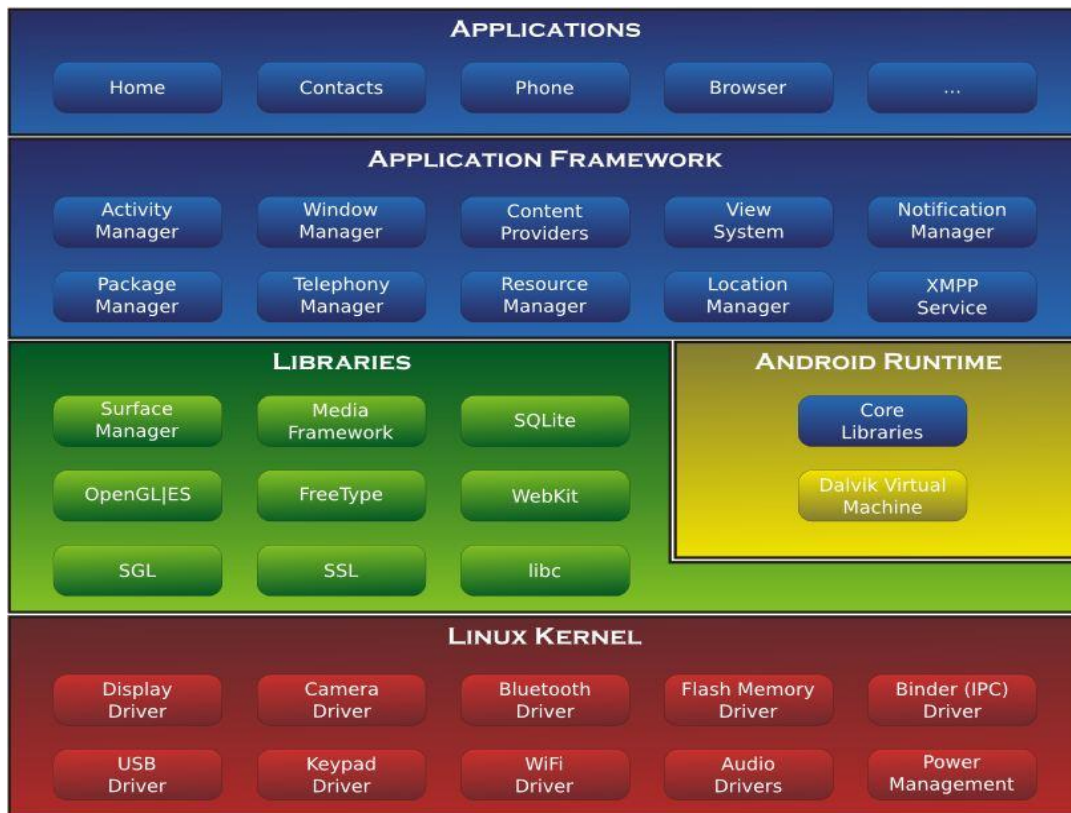 APPLICATIONS
Home
Contacts
Phone
Browser
...
APPLICATION FRAMEWORK
Activity
Manager
Window
Manager
Content
Providers
View
System
Notification
Manager
Package
Manager
Telephony
Manager
Resource
Manager
Location
Manager
XMPP
Service
LIBRARIES
Surface
Manager
Media
Framework
SQLite
OpenGL|ES
FreeType
WebKit
SGL
SSL
libc
ANDROID RUNTIME
Core
Libraries
Dalvik Virtual
Machine
LINUX KERNEL
Display
Driver
Camera
Driver
Bluetooth
Driver
Flash Memory
Driver
Binder (IPC)
Driver
USB
Driver
Keypad
Driver
WiFi
Driver
Audio
Drivers
Power
Management